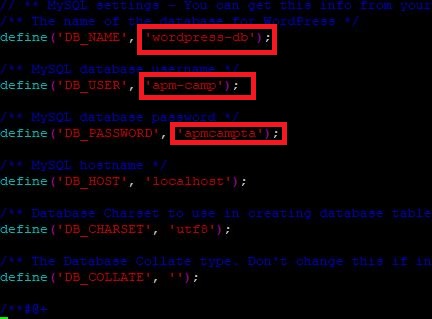 // ** MySQL settings - You can get this info from your
/** The name of the database for WordPress */
define('DB_NAME', 'wordpress-db');
/** MySQL database username */
define('DB_USER', 'apm-camp');
/** MySQL database password */
define('DB_PASSWORD', 'apmcampta');
/** MySQL hostname */
define('DB_HOST', 'localhost');
/** Database Charset to use in creating database table
define('DB_CHARSET', 'utf8');
/** The Database Collate type. Don't change this if in
define('DB_COLLATE', '');
/**#@+